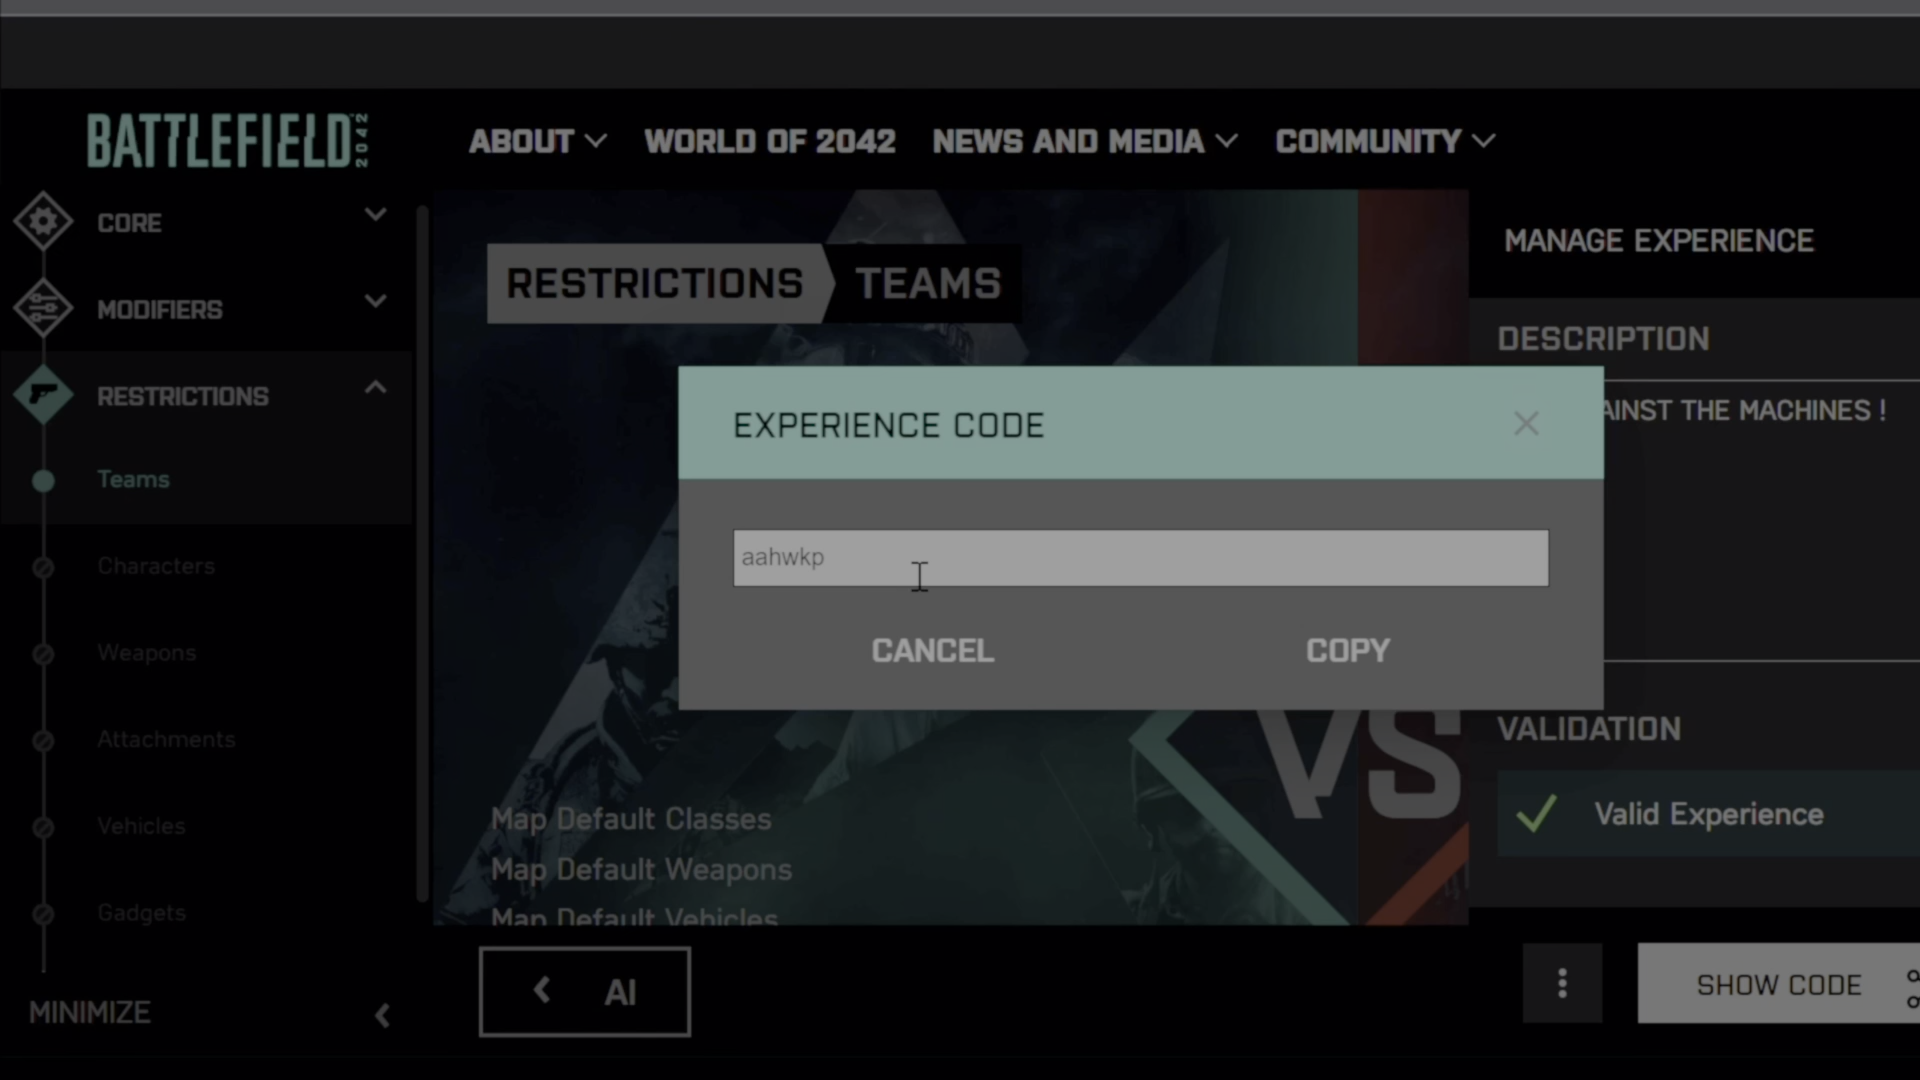 BATTLEFIELD 2042
ABOUT
WORLD OF 2042
NEWS AND MEDIA
COMMUNITY
CORE
MODIFIERS
RESTRICTIONS
Teams
Characters
Weapons
Attachments
Vehicles
Gadgets
MINIMIZE
RESTRICTIONS
TEAMS
EXPERIENCE CODE
aahwkp
CANCEL
COPY
VS
Map Default Classes
Map Default Weapons
Map Default Vehicles
AI
MANAGE EXPERIENCE
DESCRIPTION
AINST THE MACHINES !
VALIDATION
Valid Experience
SHOW CODE